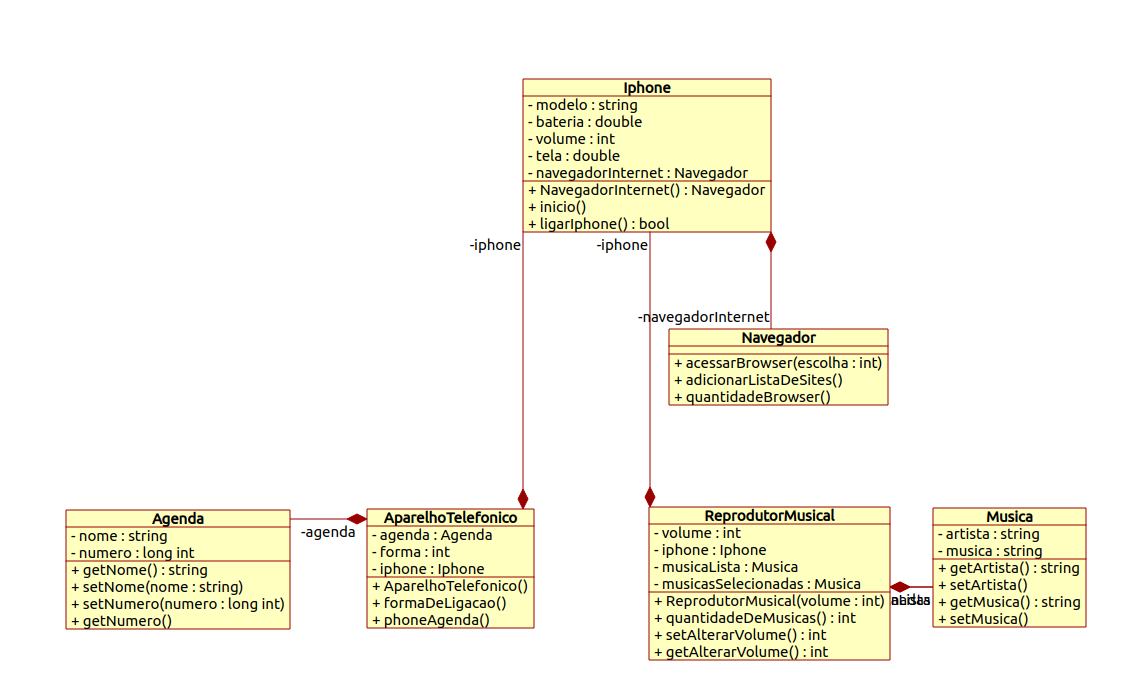 Iphone
- modelo : string
- bateria : double
- volume : int
- tela : double
- navegadorInternet : Navegador
+ NavegadorInternet() : Navegador
+ inicio()
+ ligarIphone() : bool
-iphone
-iphone
-navegadorInternet
Navegador
+ acessarBrowser(escolha : int)
+ adicionarListaDeSites()
+ quantidadeBrowser()
Agenda
- nome : string
- numero : long int
+ getNome() : string
+ setNome(nome : string)
+ setNumero(numero : long int)
+ getNumero()
-agenda
AparelhoTelefonico
- agenda : Agenda
- forma : int
- iphone : Iphone
+ AparelhoTelefonico()
+ formaDeLigacao()
+ phoneAgenda()
ReprodutorMusical
- volume : int
- iphone : Iphone
- musicaLista : Musica
- musicasSelecionadas : Musica
+ ReprodutorMusical(volume : int)
+ quantidadeDeMusicas() : int
+ setAlterarVolume() : int
+ getAlterarVolume() : int
Musica
- artista : string
- musica : string
+ getArtista() : string
+ setArtista()
+ getMusica() : string
+ setMusica()